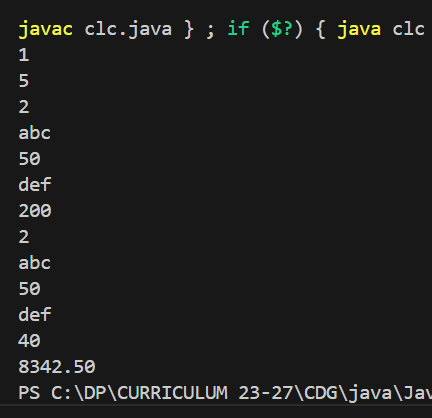 javac clc.java } ; if ($?) { java clc
1
5
2
abc
50
def
200
2
abc
50
def
40
8342.50
PS C:\DP\CURRICULUM 23-27\CDG\java\Jav